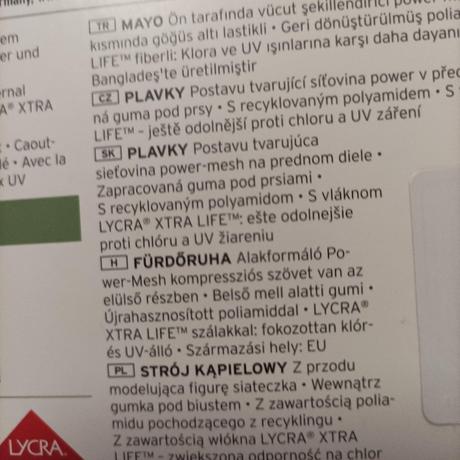 em
er und
ernal
A® XTRA
• Caout-
lé • Avec la
x UV
TR MAYO Ön tarafında vücut şekillendirici power
kısmında göğüs altı lastikli • Geri dönüştürülmüş polia
LIFE™ fiberli: Klora ve UV ışınlarına karşı daha dayanı
Bangladeş'te üretilmiştir
CZ PLAVKY Postavu tvarující síťovina power v před
ná guma pod prsy • S recyklovaným polyamidem • S
LIFE™ – ještě odolnější proti chloru a UV záření
SK PLAVKY Postavu tvarujúca
sieťovina power-mesh na prednom diele •
Zapracovaná guma pod prsiami •
S recyklovaným polyamidom • S vláknom
LYCRA® XTRA LIFE™: ešte odolnejšie
proti chlóru a UV žiareniu
H FÜRDŐRUHA Alakformáló Po-
wer-Mesh kompressziós szövet van az
elülső részben • Belső mell alatti gumi •
Újrahasznosított poliamiddal • LYCRA®
XTRA LIFE™ szálakkal: fokozottan klór-
és UV-álló • Származási hely: EU
PL STRÓJ KĄPIELOWY Z przodu
modelująca figurę siateczka • Wewnątrz
gumka pod biustem • Z zawartością polia-
midu pochodzącego z recyklingu •
Z zawartością włókna LYCRA® XTRA
LIFE™ – zwiększona odporność na chlor
LYCRA